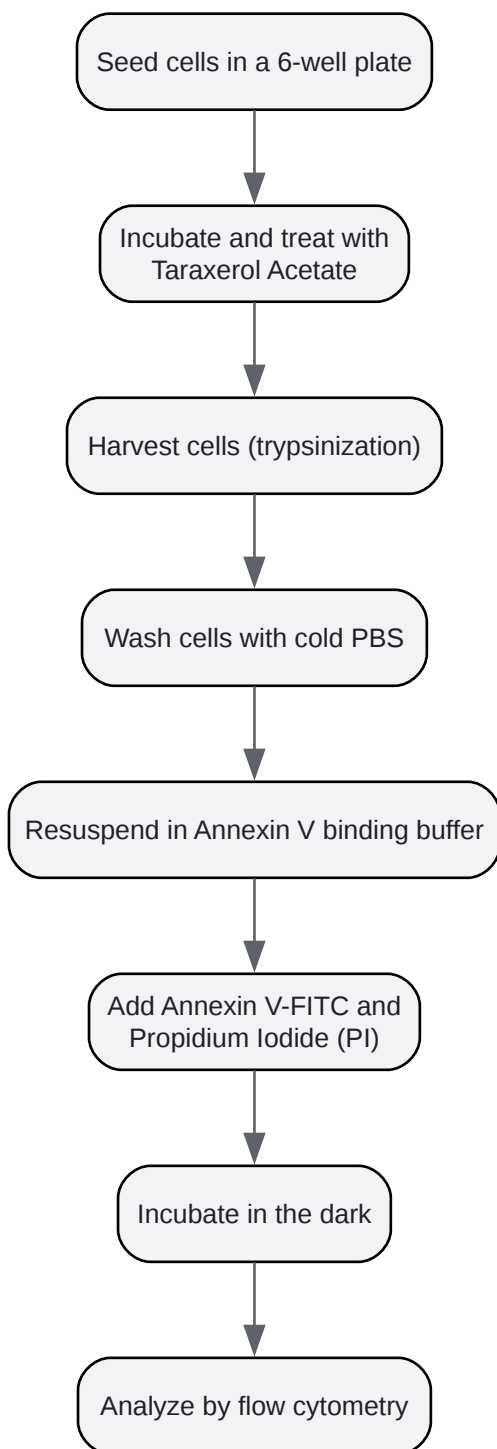 Seed cells in a 6-well plate
Incubate and treat with
Taraxerol Acetate
Harvest cells (trypsinization)
Wash cells with cold PBS
Resuspend in Annexin V binding buffer
Add Annexin V-FITC and
Propidium Iodide (PI)
Incubate in the dark
Analyze by flow cytometry